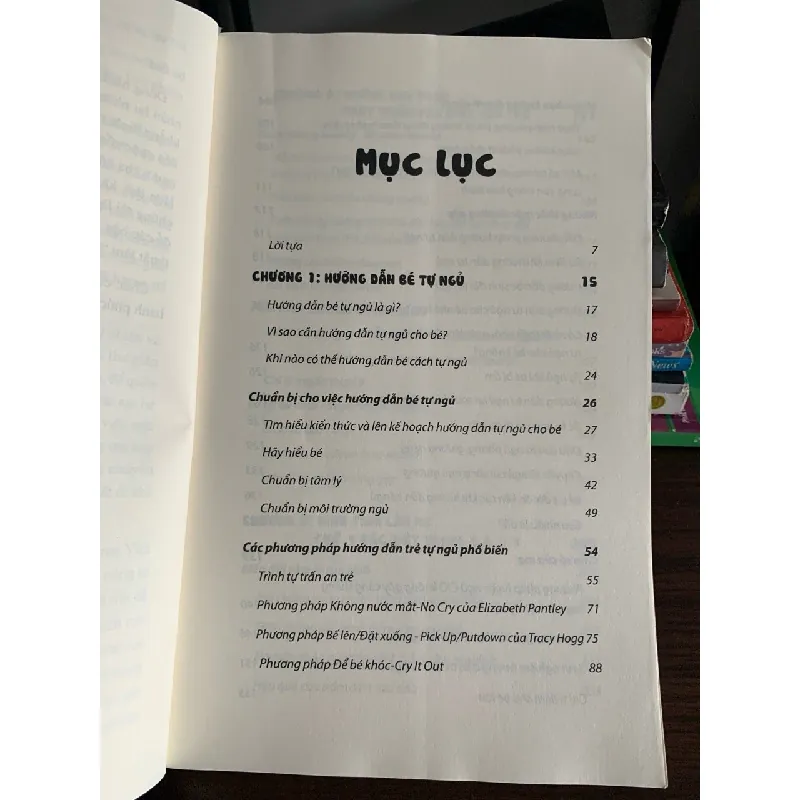 Mục lục
Lời tựa 7
CHƯƠNG 1: HƯỚNG DẪN BÉ TỰ NGỦ 15
Hướng dẫn bé tự ngủ là gì? 17
Vì sao cần hướng dẫn tự ngủ cho bé? 18
Khi nào có thể hướng dẫn bé cách tự ngủ 24
Chuẩn bị cho việc hướng dẫn bé tự ngủ 26
Tìm hiểu kiến thức và lên kế hoạch hướng dẫn tự ngủ cho bé 27
Hãy hiểu bé 33
Chuẩn bị tâm lý 42
Chuẩn bị môi trường ngủ 49
Các phương pháp hướng dẫn trẻ tự ngủ phổ biến 54
Trình tự trấn an trẻ 55
Phương pháp Không nước mắt-No Cry của Elizabeth Pantley 71
Phương pháp Bế lên/Đặt xuống - Pick Up/Putdown của Tracy Hogg 75
Phương pháp Để bé khóc-Cry It Out 88
News